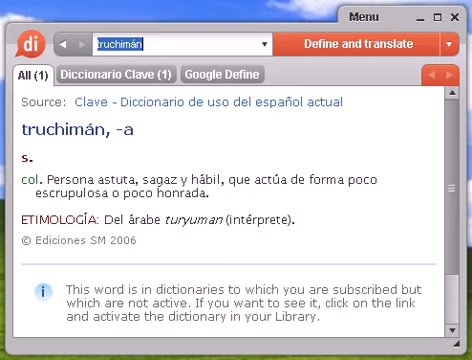 Menu
di
truchimán
Define and translate
All (1)
Diccionario Clave (1)
Google Define
Source: Clave - Diccionario de uso del español actual
truchimán, -a
s.
col. Persona astuta, sagaz y hábil, que actúa de forma poco
escrupulosa o poco honrada.
ETIMOLOGÍA: Del árabe turyuman (intérprete).
© Ediciones SM 2006
i
This word is in dictionaries to which you are subscribed but
which are not active. If you want to see it, click on the link
and activate the dictionary in your Library.